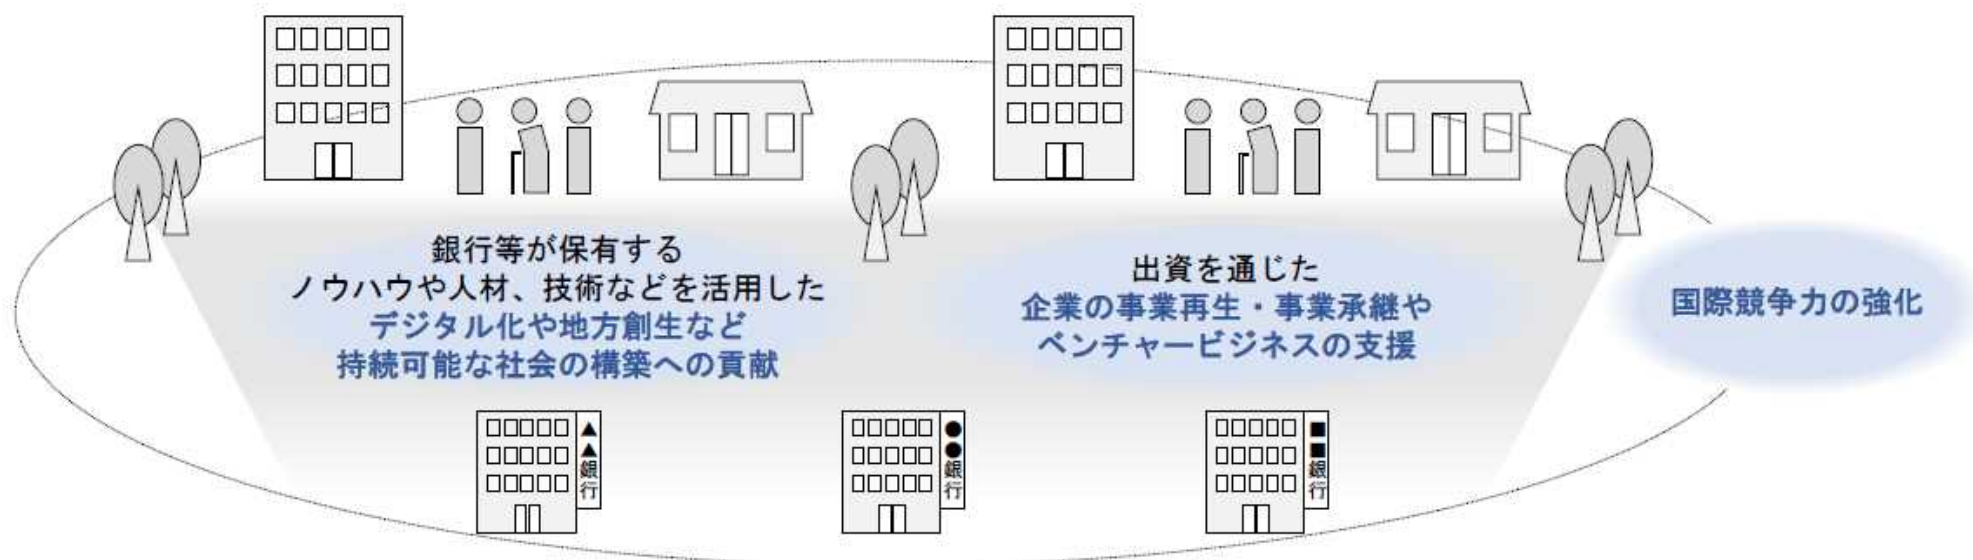 銀行等が保有する
ノウハウや人材、技術などを活用した
デジタル化や地方創生など
持続可能な社会の構築への貢献
出資を通じた
企業の事業再生・事業承継や
ベンチャービジネスの支援
国際競争力の強化
▲▲銀行
●●銀行
■■銀行